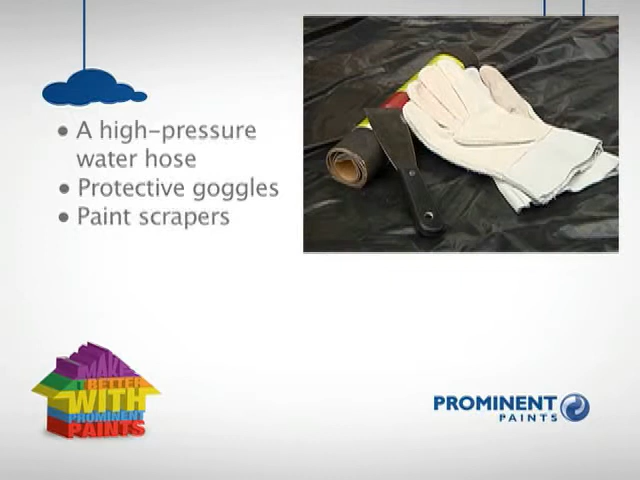 • A high-pressure
water hose
• Protective goggles
• Paint scrapers
MAKE
IT BETTER
WITH
PROMINENT
PAINTS
PROMINENT
PAINTS